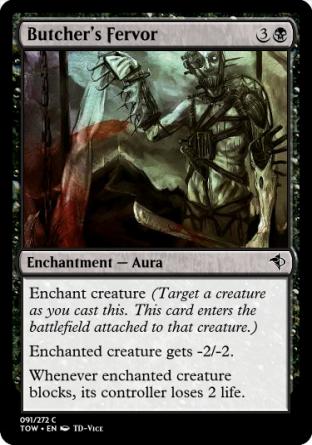 Butcher's Fervor 3
Enchantment — Aura
Enchant creature (Target a creature
as you cast this. This card enters the
battlefield attached to that creature.)
Enchanted creature gets -2/-2.
Whenever enchanted creature
blocks, its controller loses 2 life.
091/272 C
TOW • EN TD-Vice